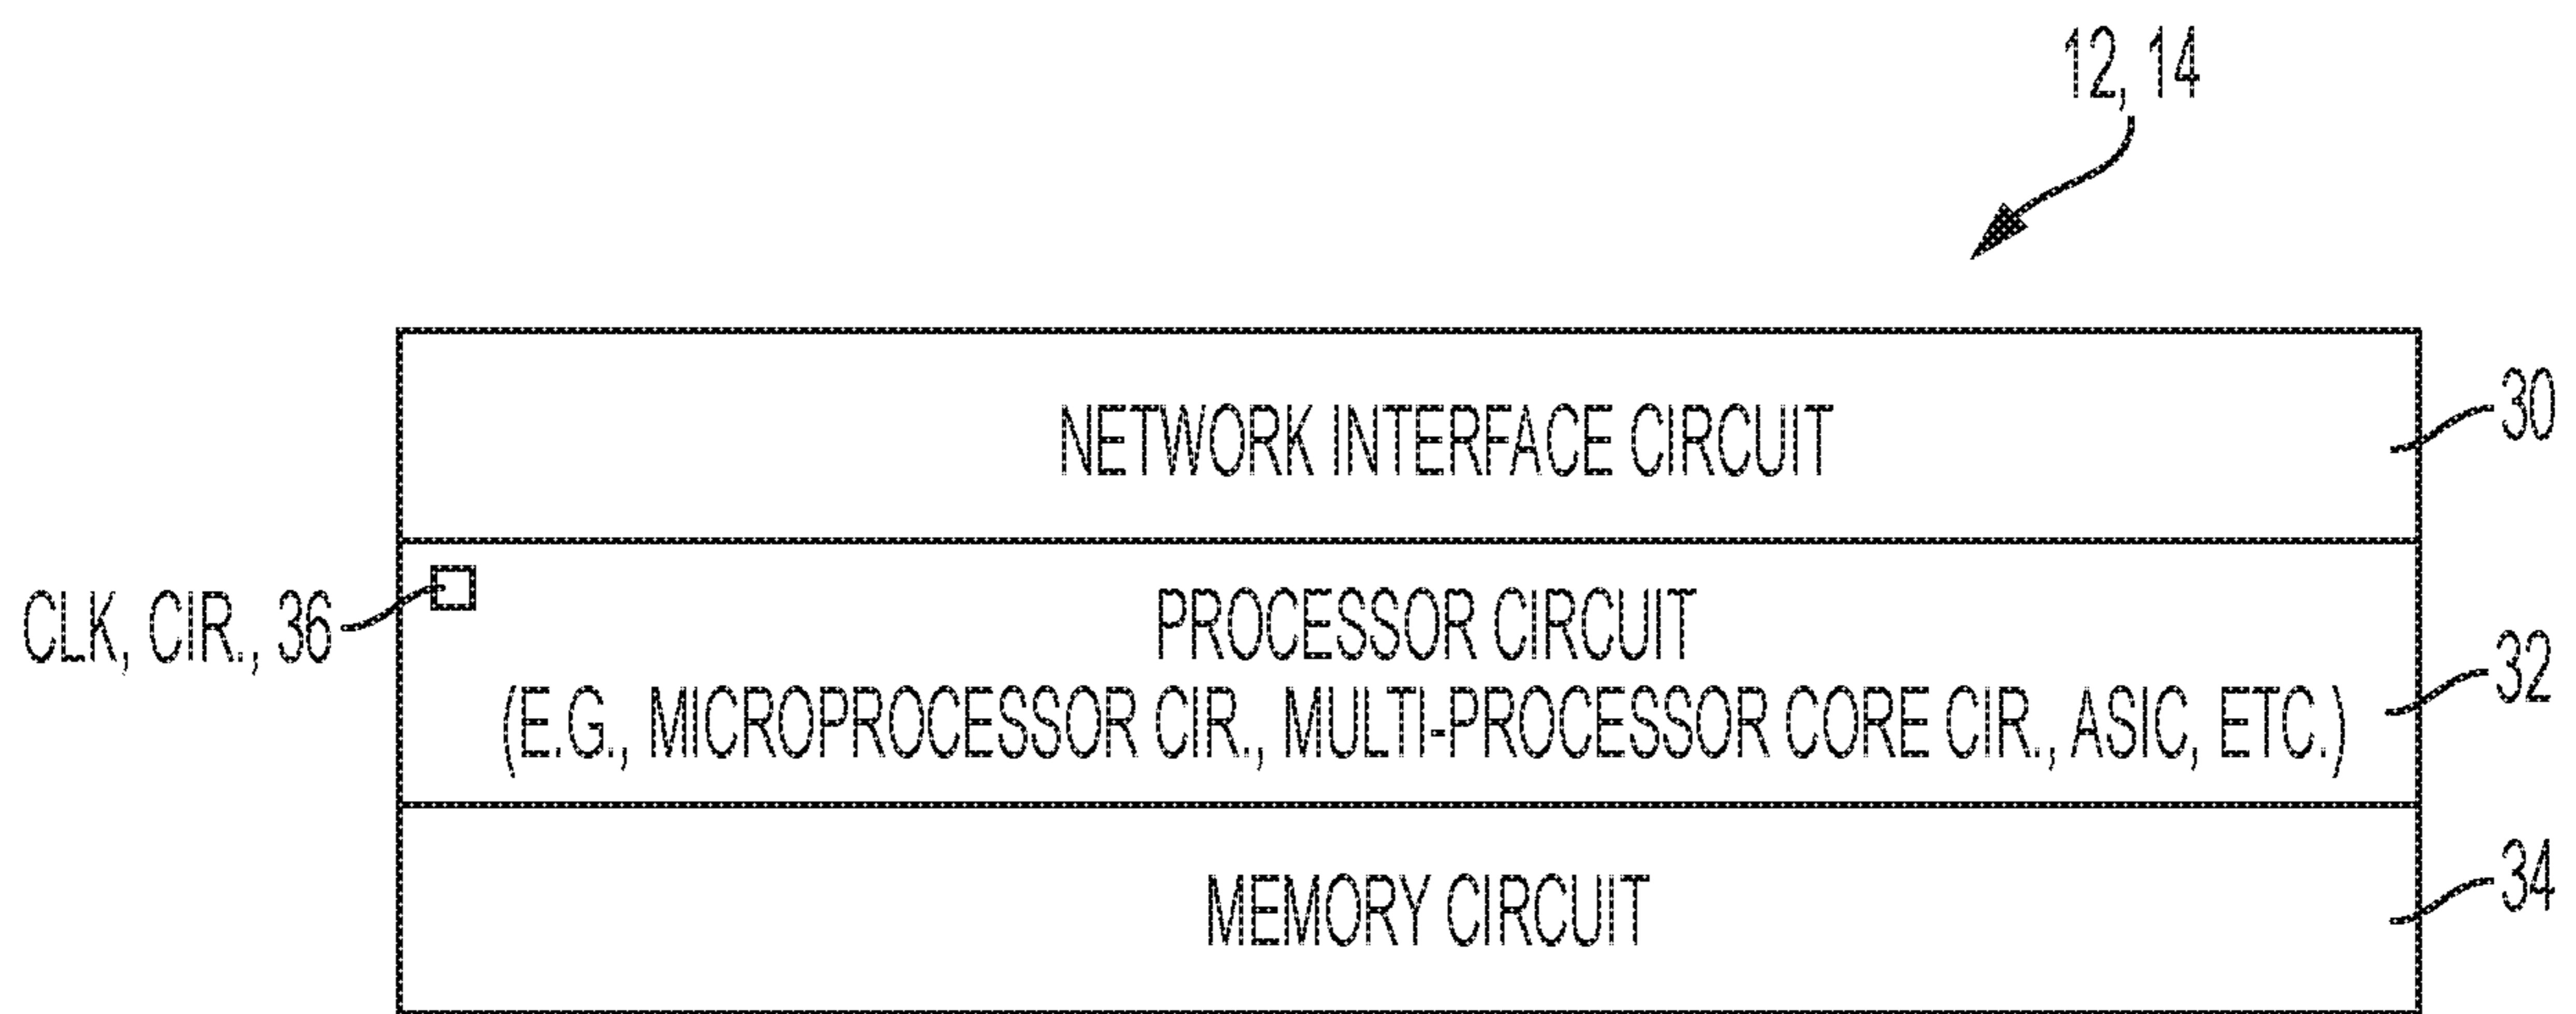 12, 14
NETWORK INTERFACE CIRCUIT
30
CLK, CIR., 36
PROCESSOR CIRCUIT
(E.G., MICROPROCESSOR CIR., MULTI-PROCESSOR CORE CIR., ASIC, ETC.)
32
MEMORY CIRCUIT
34